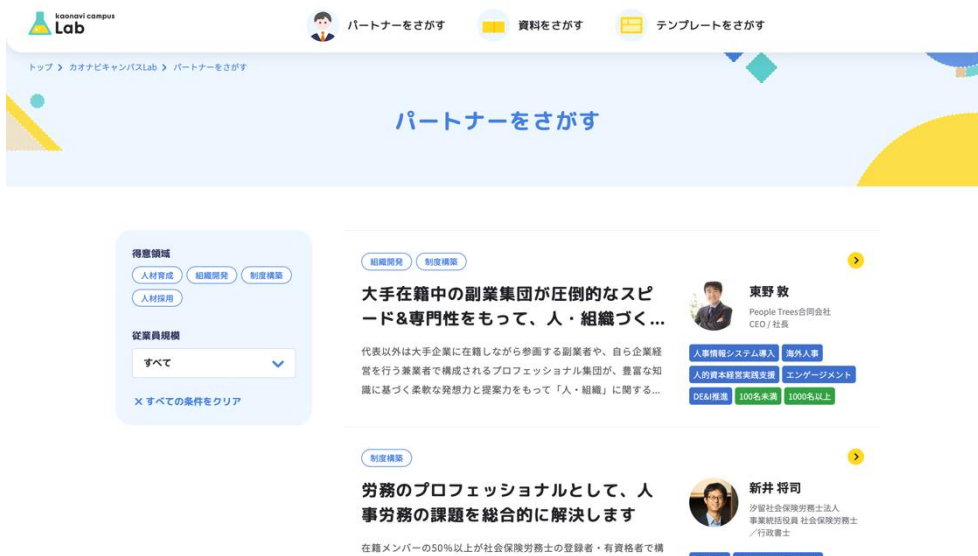 kaonavi campus
Lab
パートナーをさがす
資料をさがす
テンプレートをさがす
トップ > カオナビキャンパスLab > パートナーをさがす
パートナーをさがす
得意領域
人材育成
組織開発
制度構築
人材採用
従業員規模
すべて
× すべての条件をクリア
組織開発
制度構築
大手在籍中の副業集団が圧倒的なスピ
ード&専門性をもって、人・組織づく...
代表以外は大手企業に在籍しながら参画する副業者や、自ら企業経
営を行う兼業者で構成されるプロフェッショナル集団が、豊富な知
識に基づく柔軟な発想力と提案力をもって「人・組織」に関する...
東野 敦
People Trees合同会社
CEO / 社長
人事情報システム導入
海外人事
人的資本経営実践支援
エンゲージメント
DE&I推進
100名未満
1000名以上
制度構築
労務のプロフェッショナルとして、人
事労務の課題を総合的に解決します
在籍メンバーの50%以上が社会保険労務士の登録者・有資格者で構
新井 将司
汐留社会保険労務士法人
事業統括役員 社会保険労務士
／行政書士